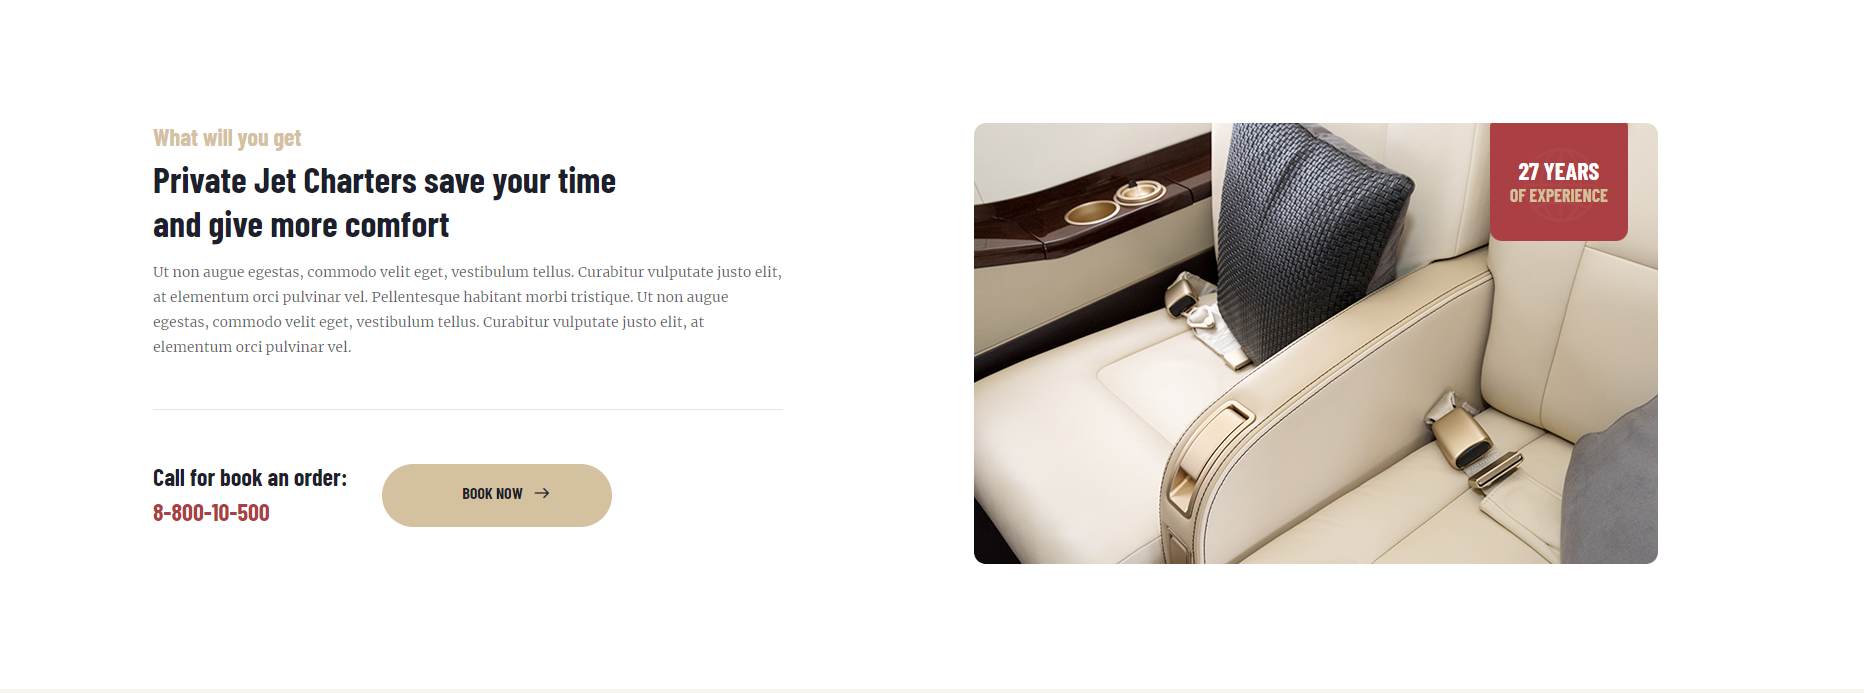 What will you get
Private Jet Charters save your time
and give more comfort
Ut non augue egestas, commodo velit eget, vestibulum tellus. Curabitur vulputate justo elit,
at elementum orci pulvinar vel. Pellentesque habitant morbi tristique. Ut non augue
egestas, commodo velit eget, vestibulum tellus. Curabitur vulputate justo elit, at
elementum orci pulvinar vel.
Call for book an order:
8-800-10-500
BOOK NOW
27 YEARS
OF EXPERIENCE